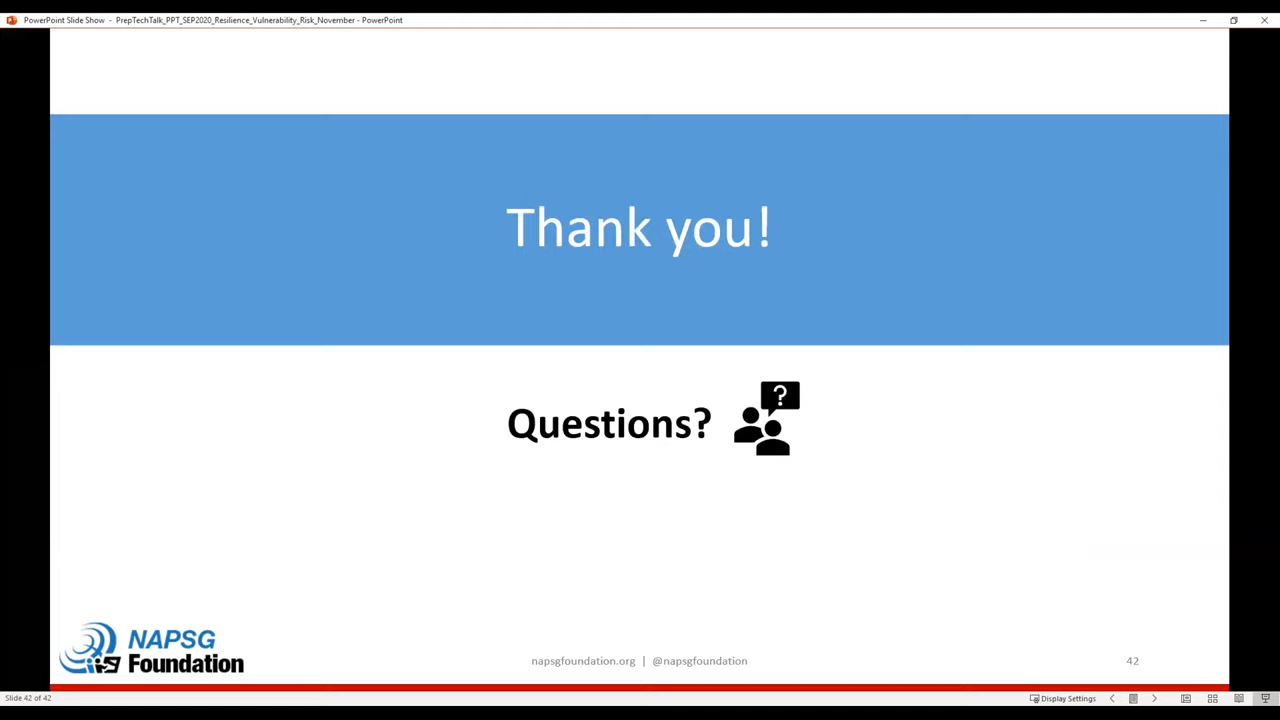 PowerPoint Slide Show - PrepTechTalk_PPT_SEP2020_Resilience_Vulnerability_Risk_November - PowerPoint
Thank you!
Questions?
?
NAPSG
Foundation
napsgfoundation.org | @napsgfoundation
42
Slide 42 of 42
Display Settings